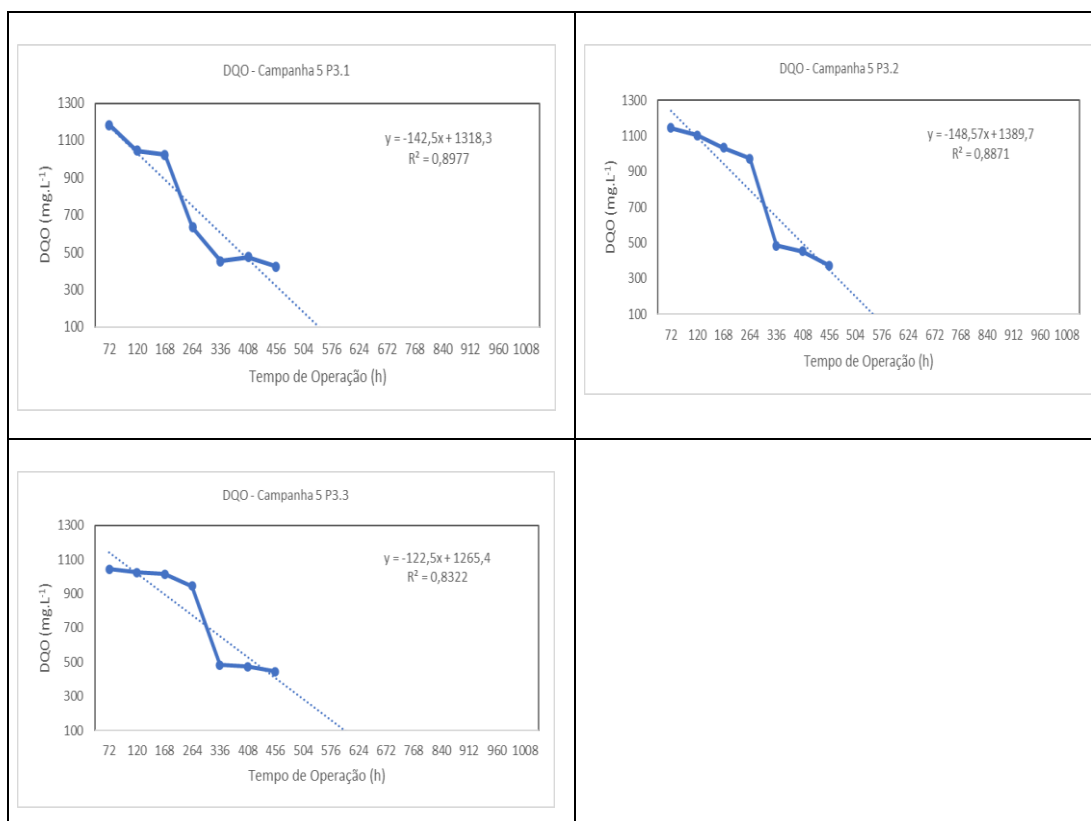 DQO - Campanha 5 P3.1
1300
1100
900
700
500
300
100
DQO (mg.L⁻¹)
y = -142,5x + 1318,3
R² = 0,8977
72 120 168 264 336 408 456 504 576 624 672 768 840 912 960 1008
Tempo de Operação (h)
DQO - Campanha 5 P3.2
1300
1100
900
700
500
300
100
DQO (mg.L⁻¹)
y = -148,57x + 1389,7
R² = 0,8871
72 120 168 264 336 408 456 504 576 624 672 768 840 912 960 1008
Tempo de Operação (h)
DQO - Campanha 5 P3.3
1300
1100
900
700
500
300
100
DQO (mg.L⁻¹)
y = -122,5x + 1265,4
R² = 0,8322
72 120 168 264 336 408 456 504 576 624 672 768 840 912 960 1008
Tempo de Operação (h)